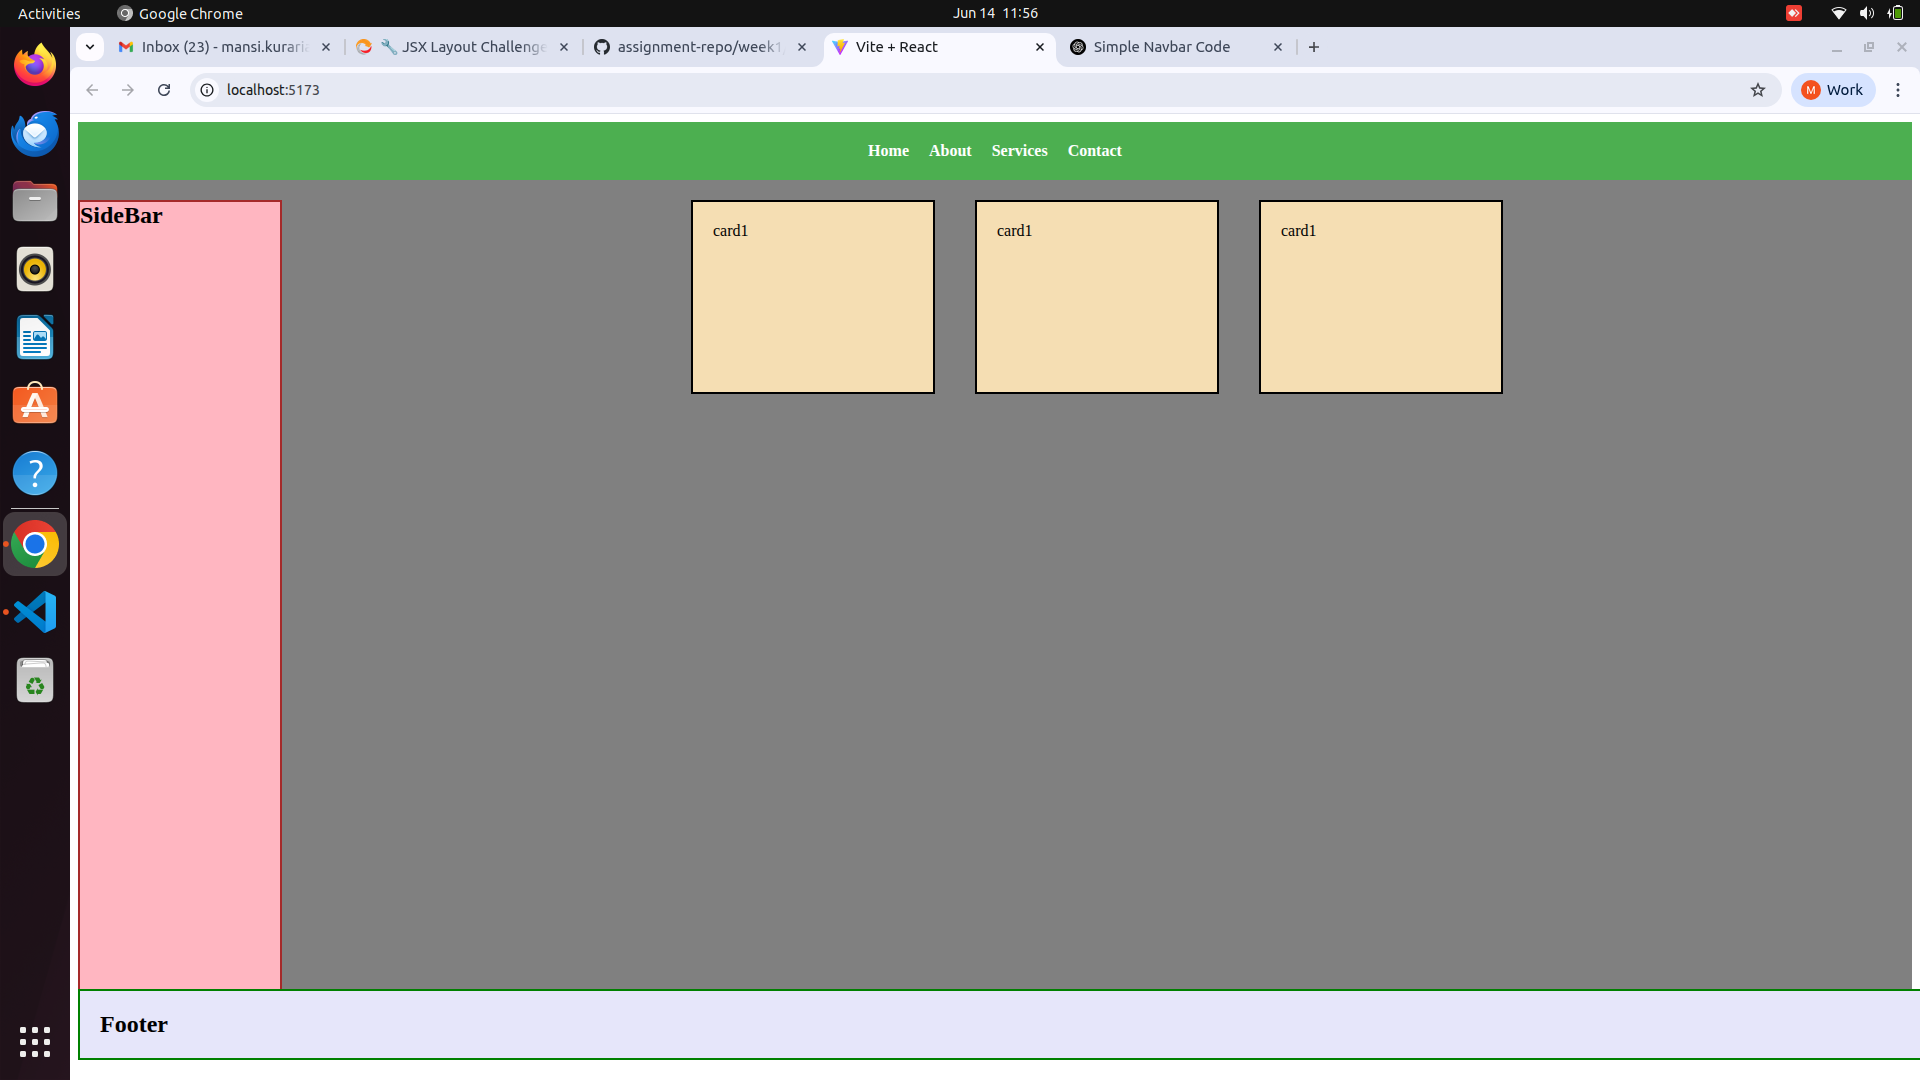 Activities Google Chrome Jun 14 11:56
Inbox (23) - mansi.kuraria JSX Layout Challenge assignment-repo/week1 Vite + React Simple Navbar Code
localhost:5173 M Work
Home About Services Contact
SideBar
card1 card1 card1
Footer